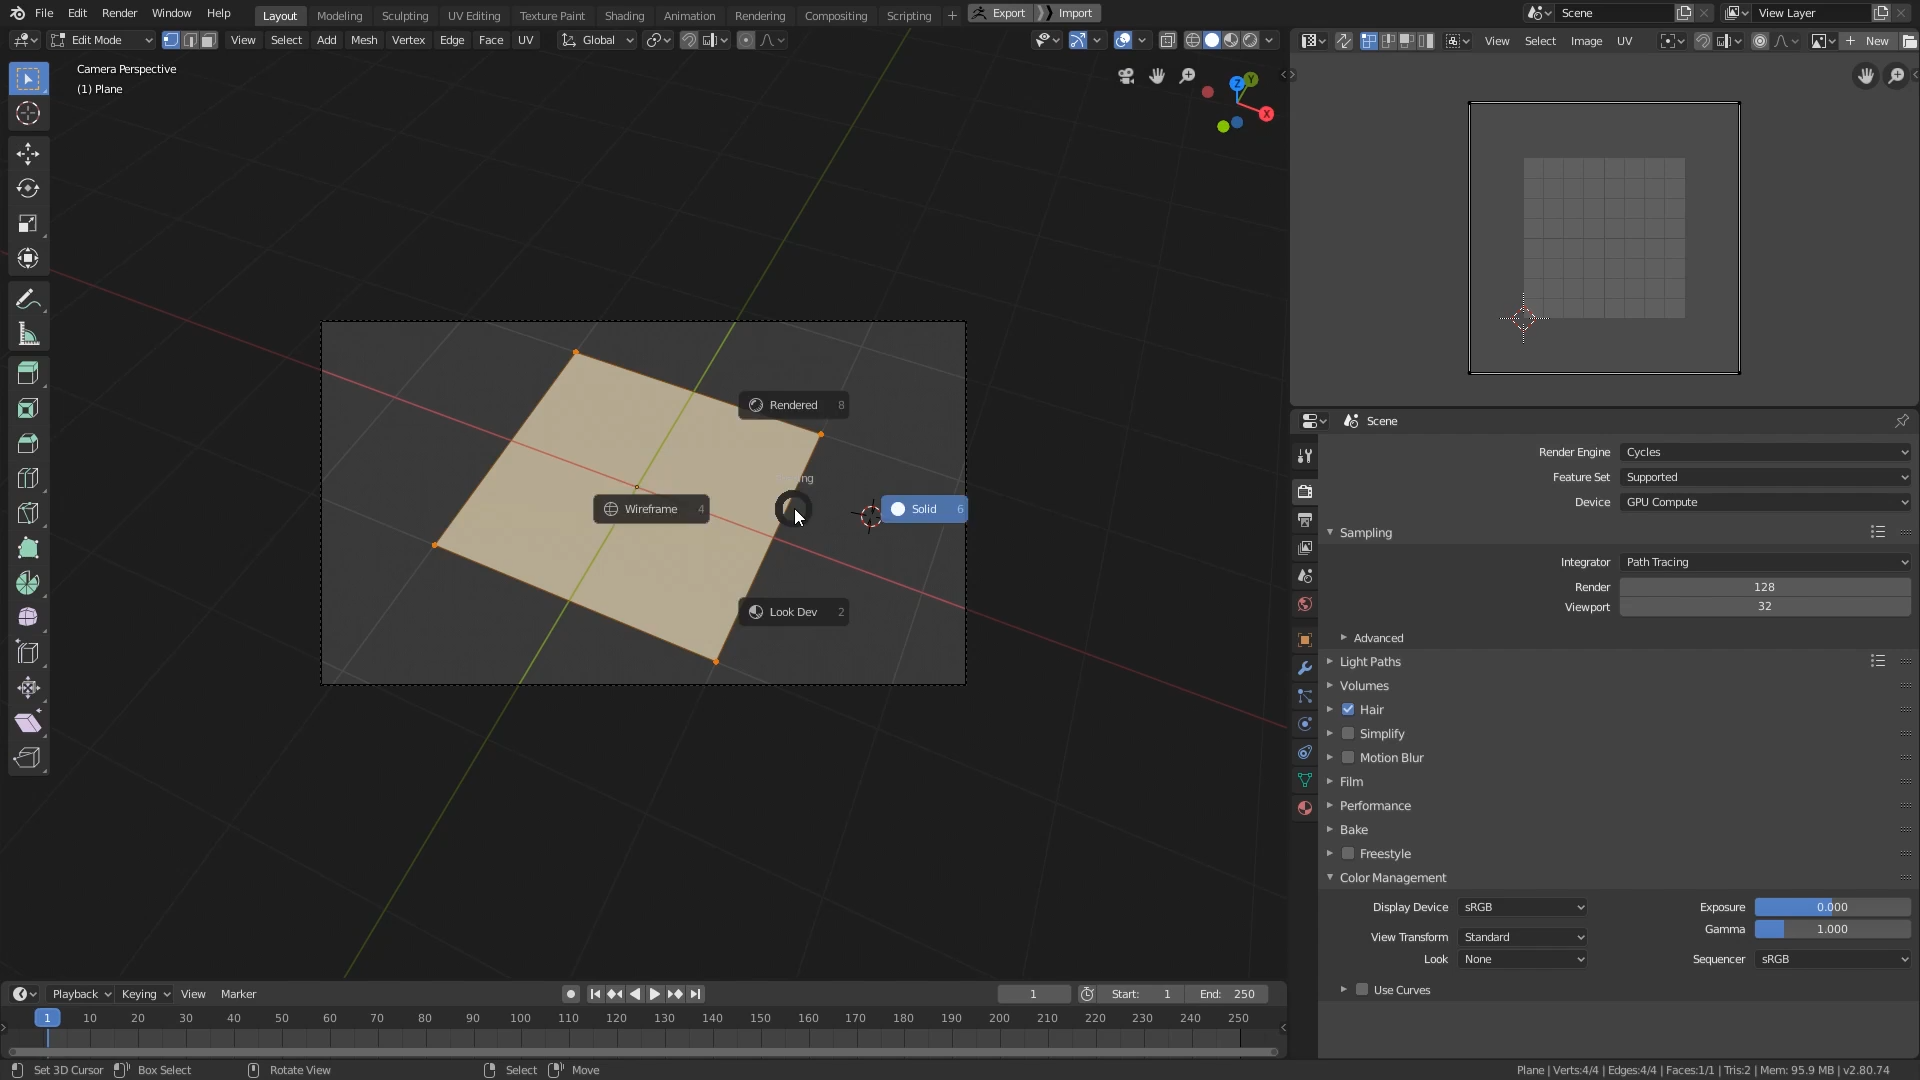 File Edit Render Window Help Layout Modeling Sculpting UV Editing Texture Paint Shading Animation Rendering Compositing Scripting + Export Import Scene View Layer
Edit Mode View Select Add Mesh Vertex Edge Face UV Global View Select Image UV New
Camera Perspective
(1) Plane
Z Y
X
Rendered 8
Wireframe 4
Solid 6
Look Dev 2
Scene
Render Engine Cycles
Feature Set Supported
Device GPU Compute
Sampling
Integrator Path Tracing
Render 128
Viewport 32
Advanced
Light Paths
Volumes
Hair
Simplify
Motion Blur
Film
Performance
Bake
Freestyle
Color Management
Display Device sRGB Exposure 0.000
Gamma 1.000
View Transform Standard
Look None Sequencer sRGB
Use Curves
Playback Keying View Marker 1 Start: 1 End: 250
1 10 20 30 40 50 60 70 80 90 100 110 120 130 140 150 160 170 180 190 200 210 220 230 240 250
Set 3D Cursor Box Select Rotate View Select Move Plane | Verts:4/4 | Edges:4/4 | Faces:1/1 | Tris:2 | Mem: 95.9 MB | v2.80.74